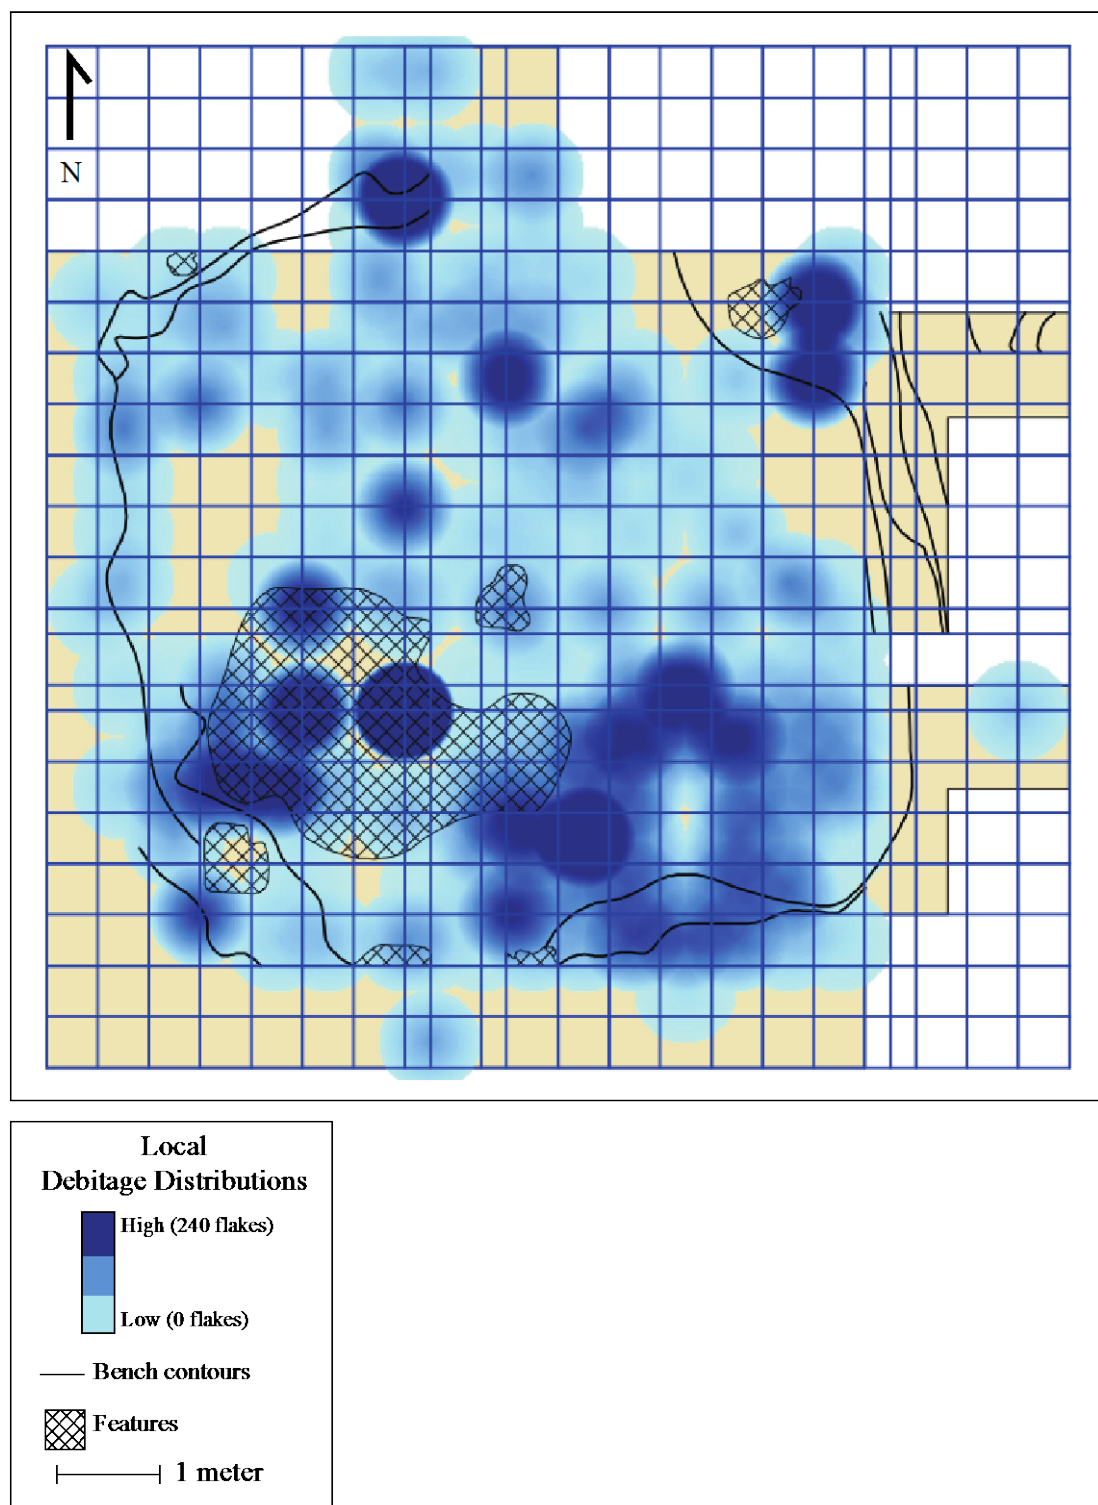 N
Local
Debitage Distributions
High (240 flakes)
Low (0 flakes)
Bench contours
Features
1 meter